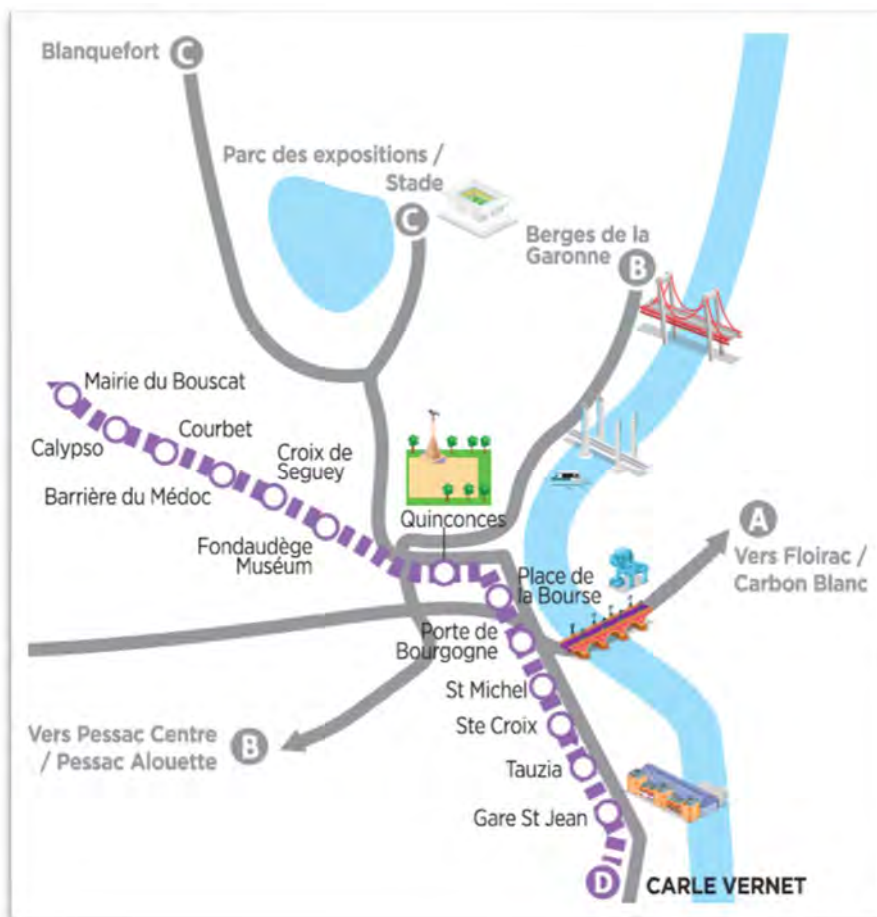 Blanquefort C
Parc des expositions /
Stade
C
Berges de la
Garonne
B
Mairie du Bouscat
Calypso
Courbet
Barrière du Médoc
Croix de
Seguey
Fondaudège
Muséum
Quinconces
A
Vers Floirac /
Carbon Blanc
Place de
la Bourse
Porte de
Bourgogne
St Michel
Ste Croix
Vers Pessac Centre
/ Pessac Alouette
B
Tauzia
Gare St Jean
D CARLE VERNET